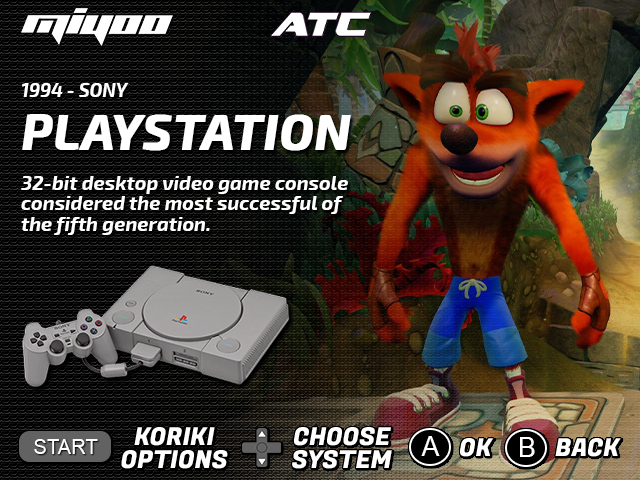 miyoo
ATC
1994 - SONY
PLAYSTATION
32-bit desktop video game console
considered the most successful of
the fifth generation.
SONY
START
KORIKI
OPTIONS
CHOOSE
SYSTEM
A OK
B BACK